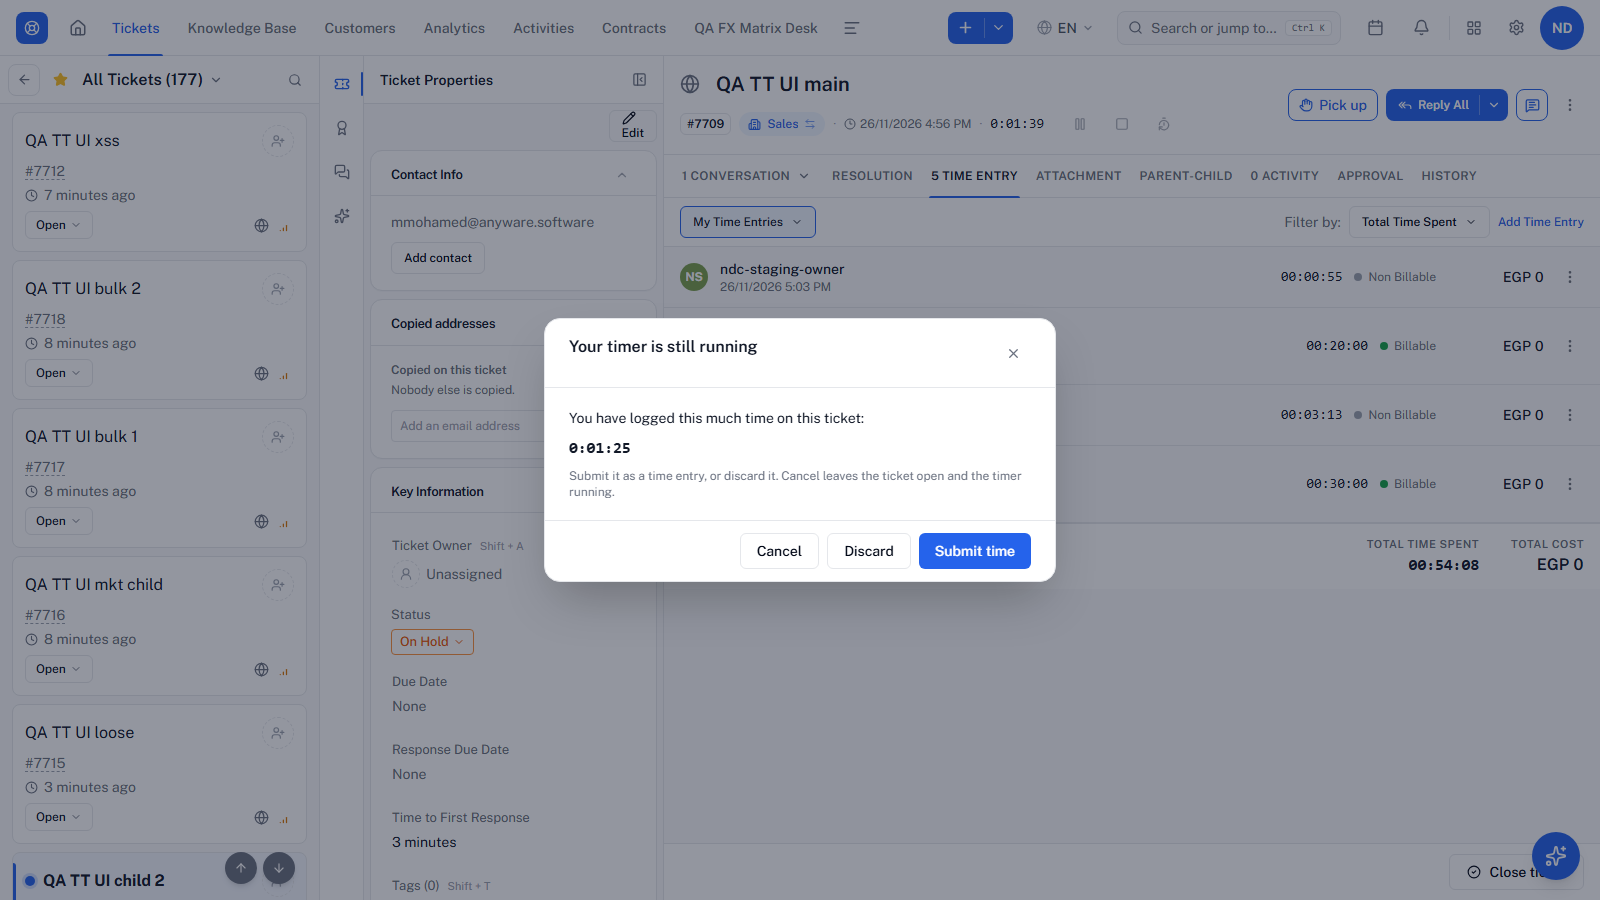 Tickets
Knowledge Base
Customers
Analytics
Activities
Contracts
QA FX Matrix Desk
EN
Search or jump to...
Ctrl K
ND
All Tickets (177)
QA TT UI xss
#7712
7 minutes ago
Open
QA TT UI bulk 2
#7718
8 minutes ago
Open
QA TT UI bulk 1
#7717
8 minutes ago
Open
QA TT UI mkt child
#7716
8 minutes ago
Open
QA TT UI loose
#7715
3 minutes ago
Open
QA TT UI child 2
Ticket Properties
Edit
Contact Info
mmohamed@anyware.software
Add contact
Copied addresses
Copied on this ticket
Nobody else is copied.
Add an email address
Key Information
Ticket Owner Shift + A
Unassigned
Status
On Hold
Due Date
None
Response Due Date
None
Time to First Response
3 minutes
Tags (0) Shift + T
QA TT UI main
#7709
Sales
· 26/11/2026 4:56 PM · 0:01:39
Pick up
Reply All
1 CONVERSATION
RESOLUTION
5 TIME ENTRY
ATTACHMENT
PARENT-CHILD
0 ACTIVITY
APPROVAL
HISTORY
My Time Entries
Filter by:
Total Time Spent
Add Time Entry
NS
ndc-staging-owner
26/11/2026 5:03 PM
00:00:55 Non Billable EGP 0
00:20:00 Billable EGP 0
00:03:13 Non Billable EGP 0
00:30:00 Billable EGP 0
TOTAL TIME SPENT
00:54:08
TOTAL COST
EGP 0
Your timer is still running
You have logged this much time on this ticket:
0:01:25
Submit it as a time entry, or discard it. Cancel leaves the ticket open and the timer
running.
Cancel
Discard
Submit time
Close